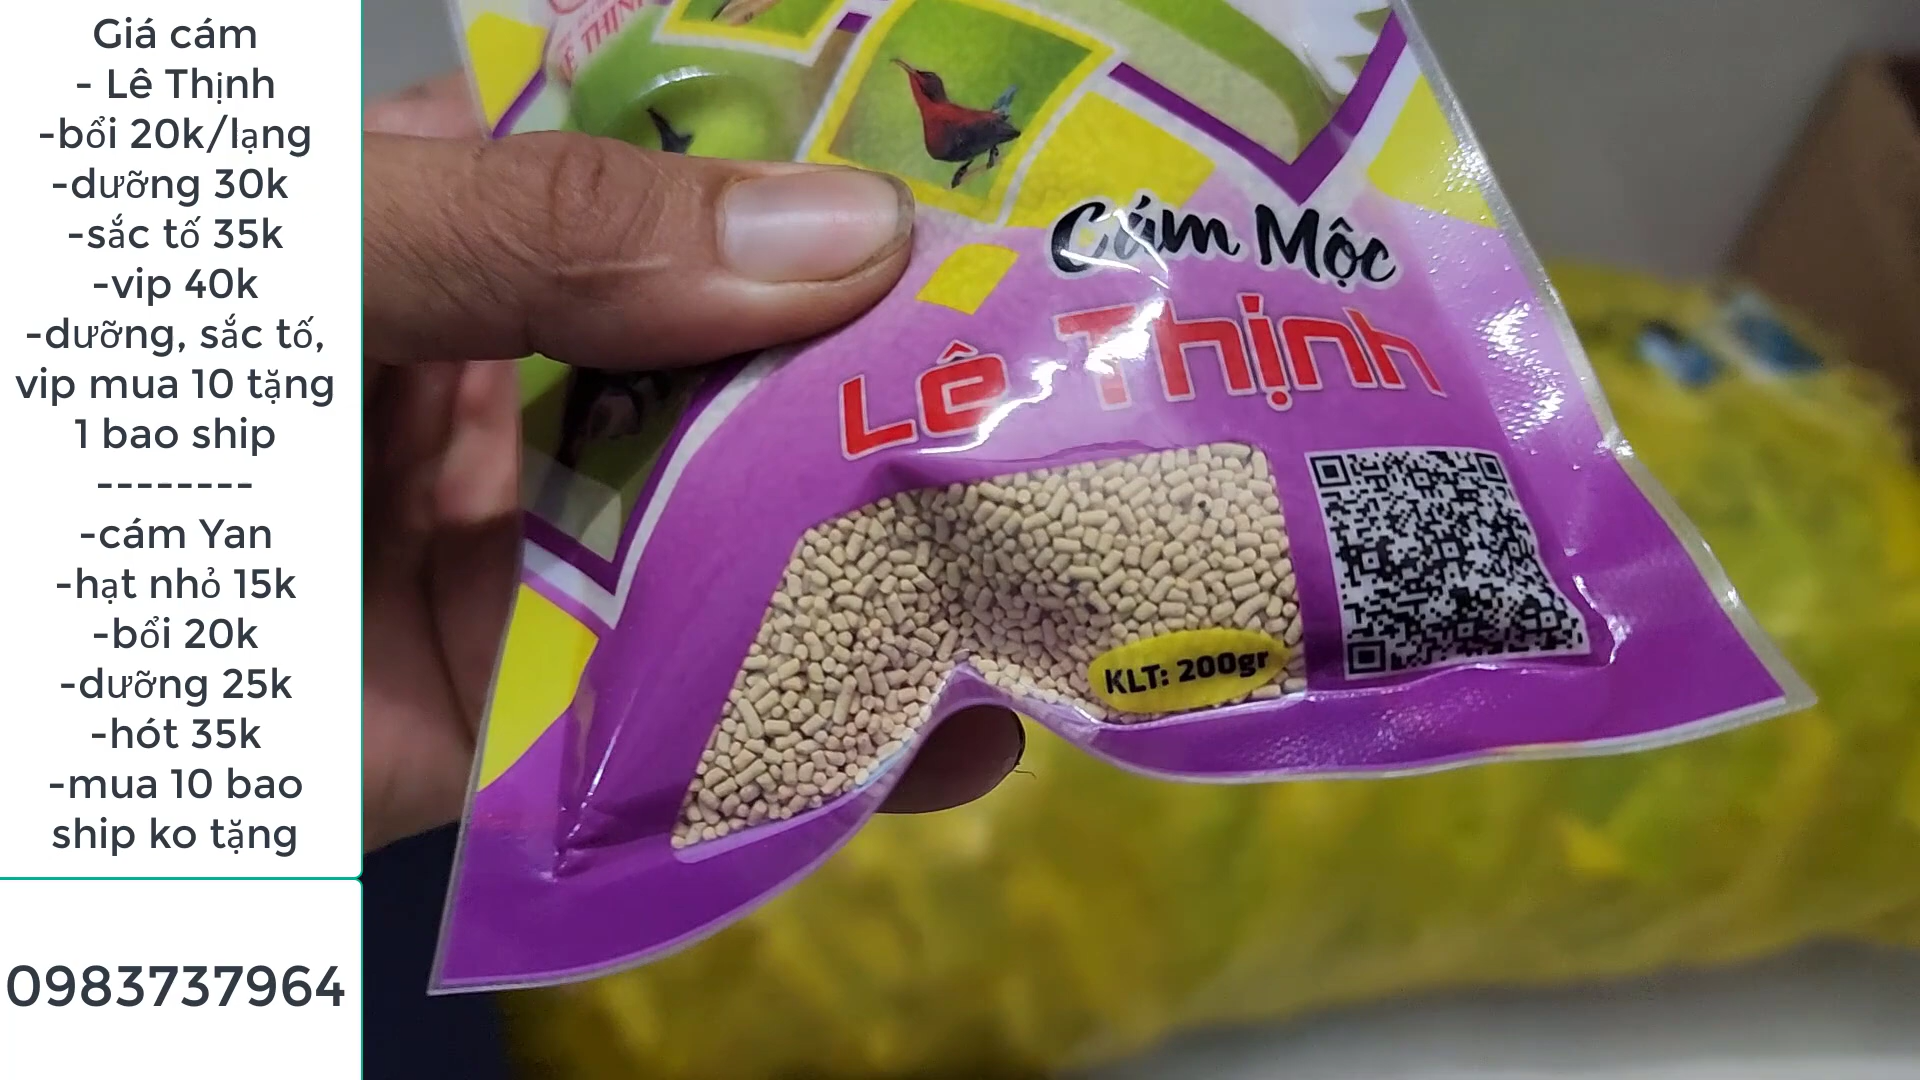 Giá cám
- Lê Thịnh
-bổi 20k/lạng
-dưỡng 30k
-sắc tố 35k
-vip 40k
-dưỡng, sắc tố,
vip mua 10 tặng
1 bao ship
--------
-cám Yan
-hạt nhỏ 15k
-bổi 20k
-dưỡng 25k
-hót 35k
-mua 10 bao
ship ko tặng
0983737964
Cám Mộc
Lê Thịnh
KLT: 200gr